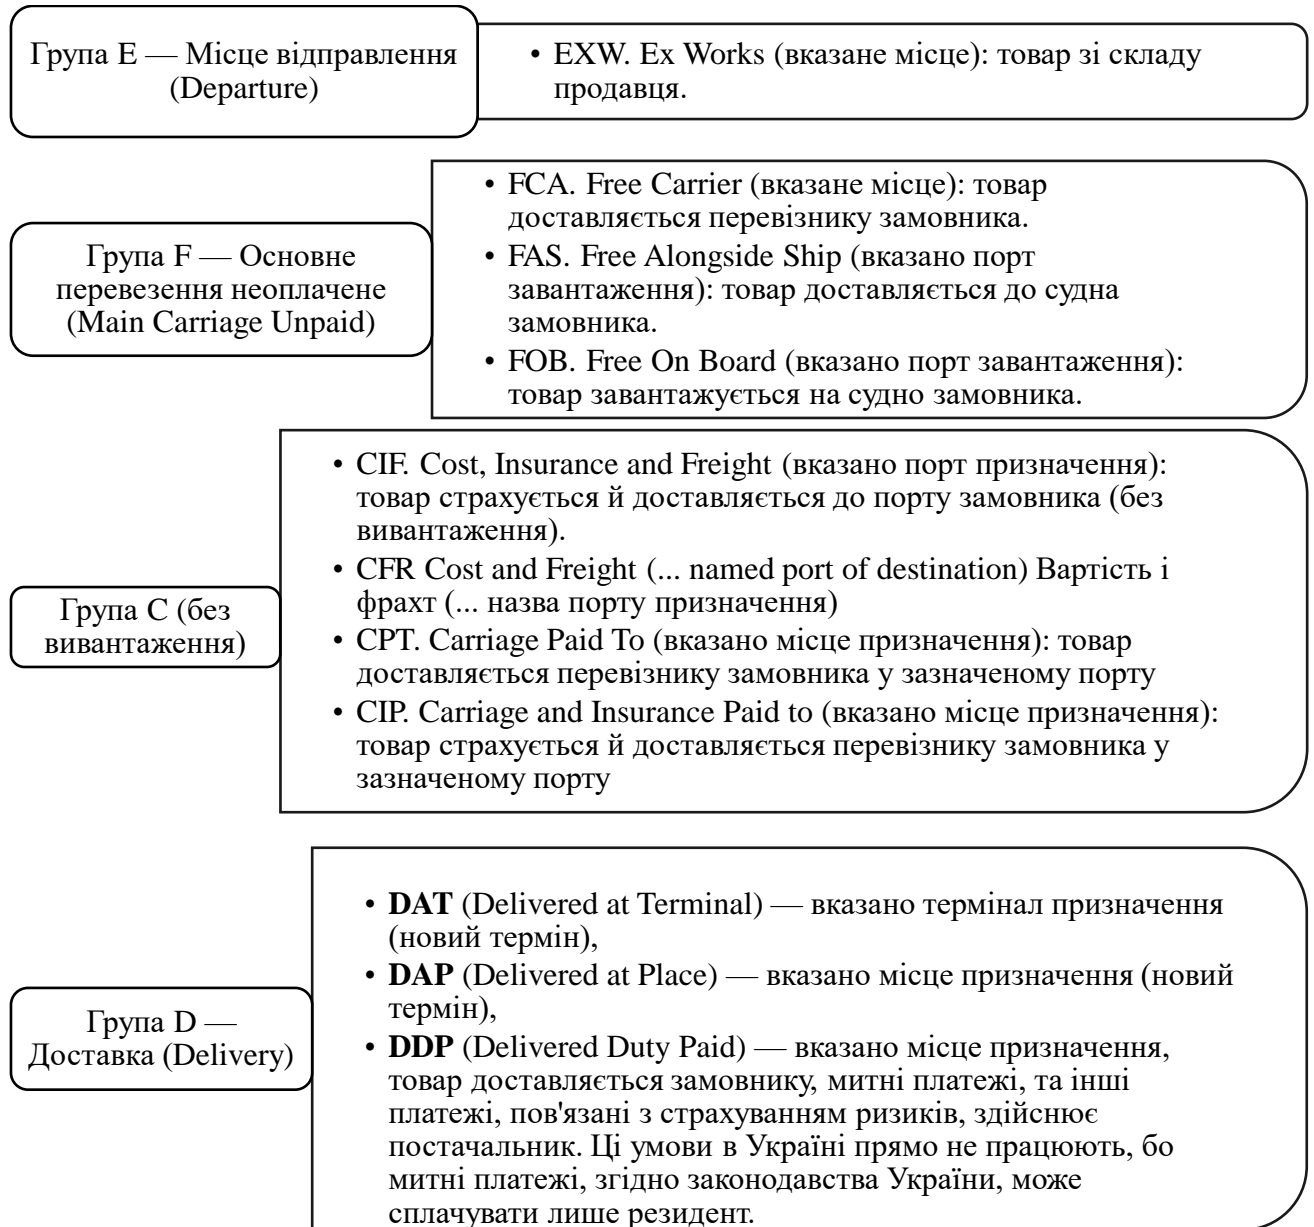 Група E — Місце відправлення
(Departure)
• EXW. Ex Works (вказане місце): товар зі складу
продавця.
Група F — Основне
перевезення неоплачене
(Main Carriage Unpaid)
• FCA. Free Carrier (вказане місце): товар
доставляється перевізнику замовника.
• FAS. Free Alongside Ship (вказано порт
завантаження): товар доставляється до судна
замовника.
• FOB. Free On Board (вказано порт завантаження):
товар завантажується на судно замовника.
Група C (без
вивантаження)
• CIF. Cost, Insurance and Freight (вказано порт призначення):
товар страхується й доставляється до порту замовника (без
вивантаження).
• CFR Cost and Freight (... named port of destination) Вартість і
фрахт (... назва порту призначення)
• CPT. Carriage Paid To (вказано місце призначення): товар
доставляється перевізнику замовника у зазначеному порту
• CIP. Carriage and Insurance Paid to (вказано місце призначення):
товар страхується й доставляється перевізнику замовника у
зазначеному порту
Група D —
Доставка (Delivery)
• DAT (Delivered at Terminal) — вказано термінал призначення
(новий термін),
• DAP (Delivered at Place) — вказано місце призначення (новий
термін),
• DDP (Delivered Duty Paid) — вказано місце призначення,
товар доставляється замовнику, митні платежі, та інші
платежі, пов'язані з страхуванням ризиків, здійснює
постачальник. Ці умови в Україні прямо не працюють, бо
митні платежі, згідно законодавства України, може
сплачувати лише резидент.